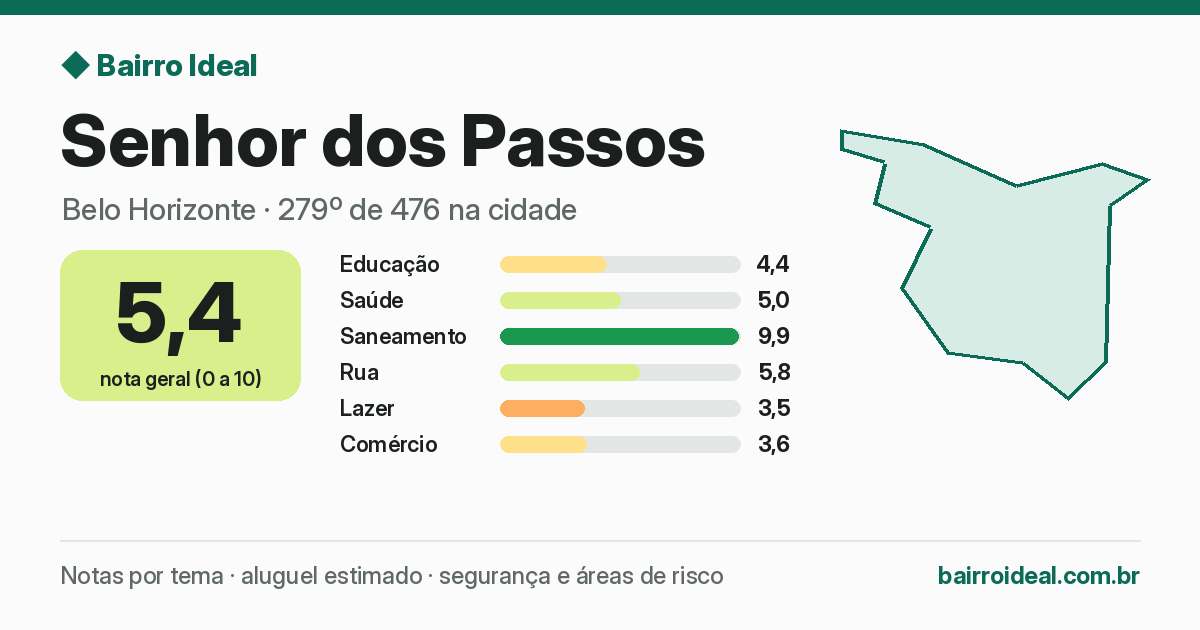 Bairro Ideal
Senhor dos Passos
Belo Horizonte · 279º de 476 na cidade
5,4
nota geral (0 a 10)
Educação 4,4
Saúde 5,0
Saneamento 9,9
Rua 5,8
Lazer 3,5
Comércio 3,6
Notas por tema · aluguel estimado · segurança e áreas de risco
bairroideal.com.br